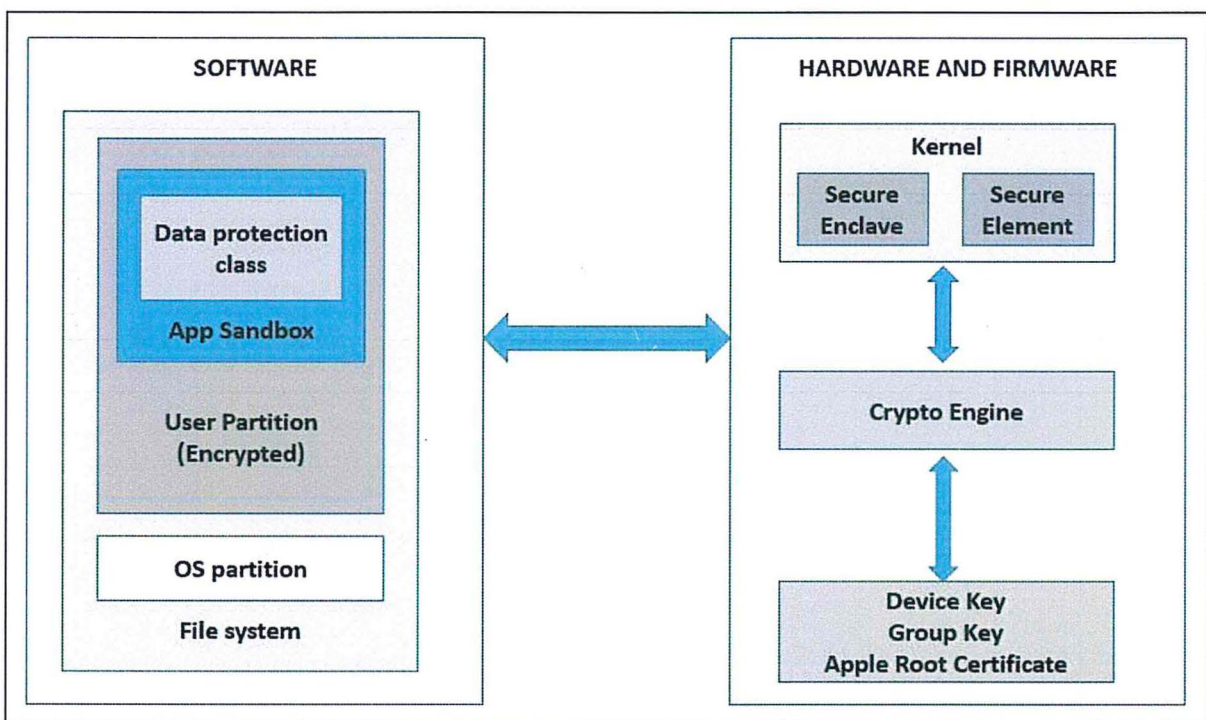 SOFTWARE
Data protection
class
App Sandbox
User Partition
(Encrypted)
OS partition
File system
HARDWARE AND FIRMWARE
Kernel
Secure
Enclave
Secure
Element
Crypto Engine
Device Key
Group Key
Apple Root Certificate